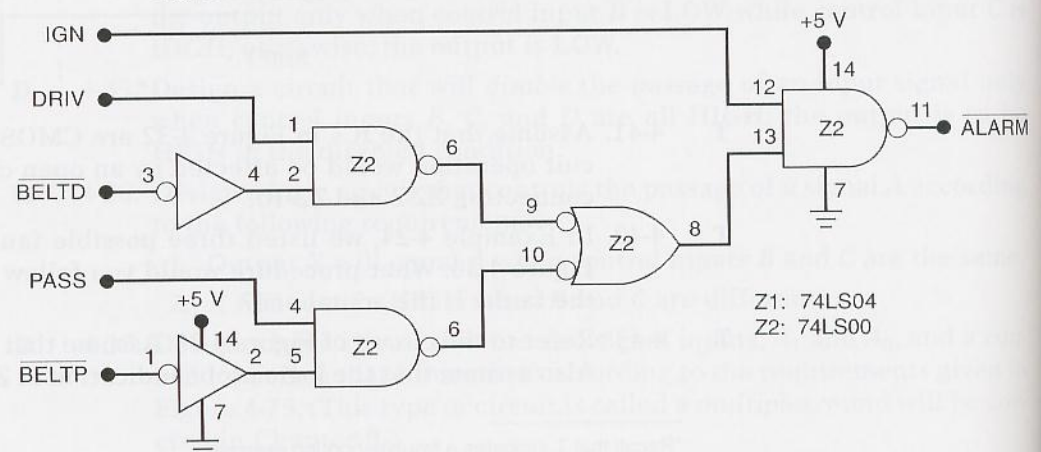 IGN
+5 V
14
DRIV
12
11
Z2
ALARM
13
Z2
6
3
4
2
BELTD
7
9
Z2
8
10
PASS
+5 V
4
Z1: 74LS04
14
Z2
6
Z2: 74LS00
1
2
5
BELTP
7